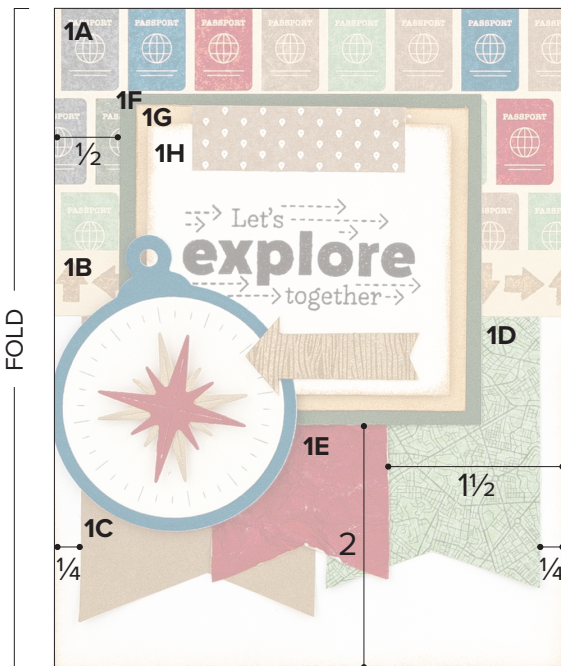 PASSPORT PASSPORT PASSPORT PASSPORT PASSPORT PASSPORT PASSPORT
1A
1F
1G
PASSPORT
1H
½
Let's
explore
together
PASSPORT
1B
FOLD
1D
1E
1½
1C
2
¼
¼